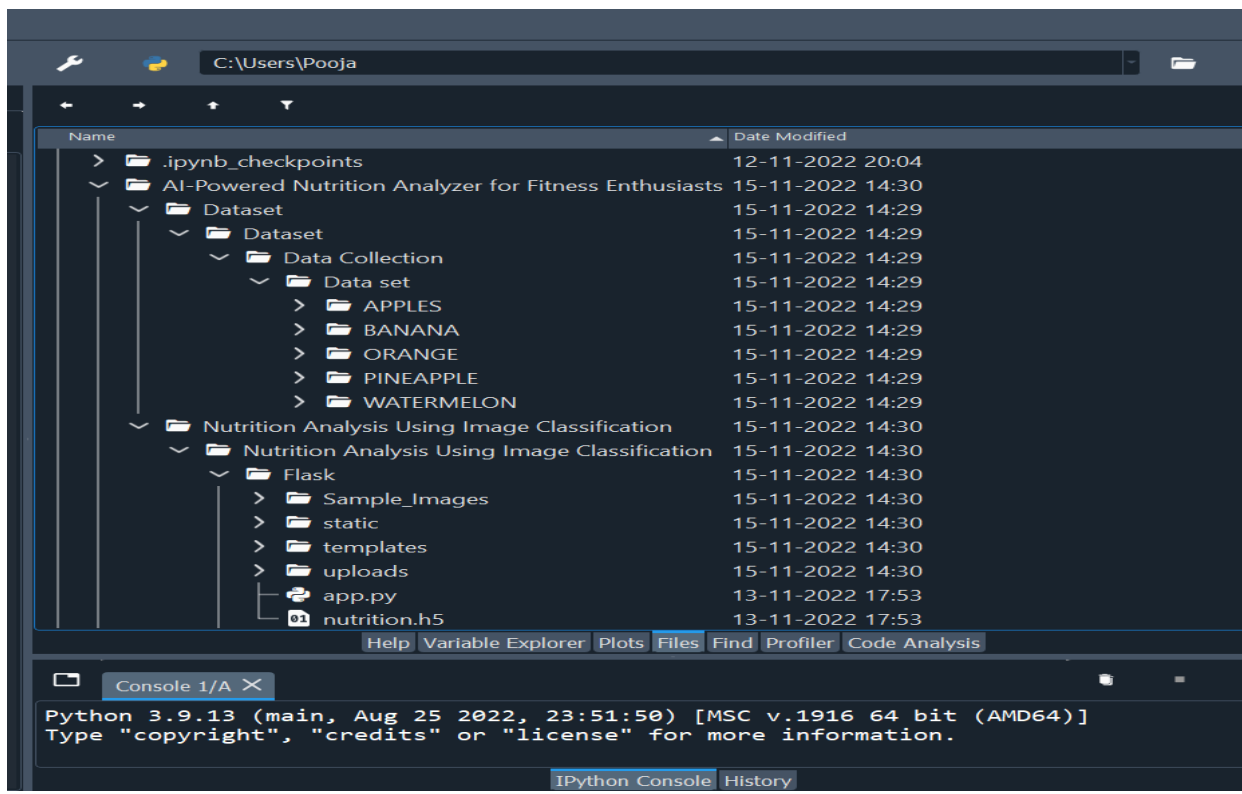 C:\Users\Pooja
Name Date Modified
.ipynb_checkpoints 12-11-2022 20:04
AI-Powered Nutrition Analyzer for Fitness Enthusiasts 15-11-2022 14:30
Dataset 15-11-2022 14:29
Dataset 15-11-2022 14:29
Data Collection 15-11-2022 14:29
Data set 15-11-2022 14:29
APPLES 15-11-2022 14:29
BANANA 15-11-2022 14:29
ORANGE 15-11-2022 14:29
PINEAPPLE 15-11-2022 14:29
WATERMELON 15-11-2022 14:29
Nutrition Analysis Using Image Classification 15-11-2022 14:30
Nutrition Analysis Using Image Classification 15-11-2022 14:30
Flask 15-11-2022 14:30
Sample_Images 15-11-2022 14:30
static 15-11-2022 14:30
templates 15-11-2022 14:30
uploads 15-11-2022 14:30
app.py 13-11-2022 17:53
01 nutrition.h5 13-11-2022 17:53
Help Variable Explorer Plots Files Find Profiler Code Analysis
Console 1/A
Python 3.9.13 (main, Aug 25 2022, 23:51:50) [MSC v.1916 64 bit (AMD64)]
Type "copyright", "credits" or "license" for more information.
IPython Console History